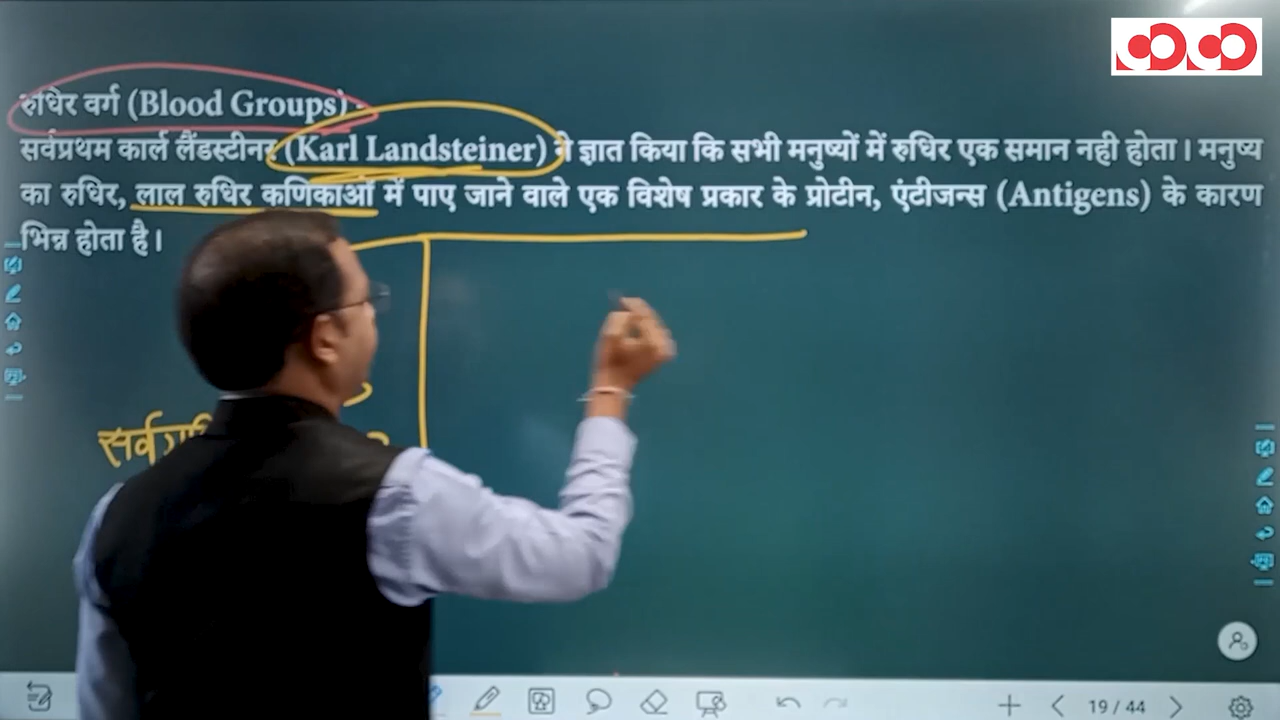 रुधिर वर्ग (Blood Groups) -
सर्वप्रथम कार्ल लैंडस्टीनर (Karl Landsteiner) ने ज्ञात किया कि सभी मनुष्यों में रुधिर एक समान नही होता। मनुष्य
का रुधिर, लाल रुधिर कणिकाओं में पाए जाने वाले एक विशेष प्रकार के प्रोटीन, एंटीजन्स (Antigens) के कारण
भिन्न होता है।
19 / 44